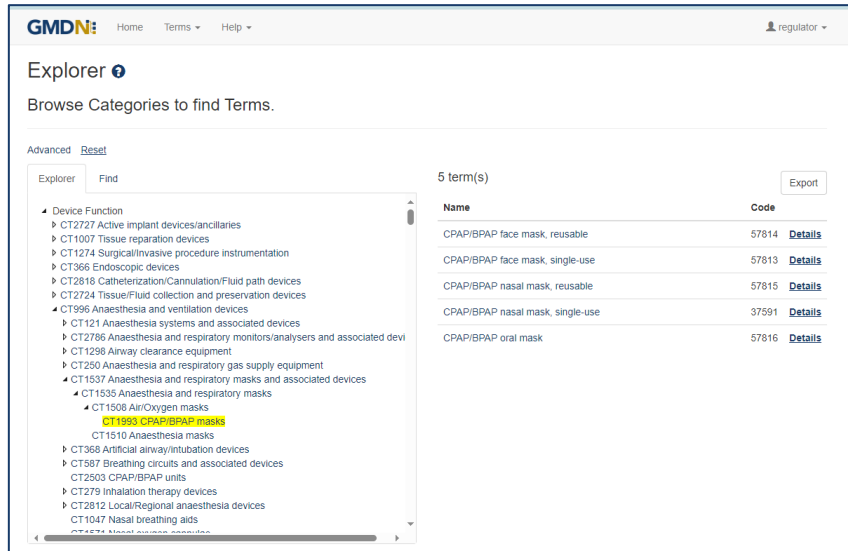 GMDN
Home Terms Help
regulator
Explorer
Browse Categories to find Terms.
Advanced Reset
Explorer Find
Device Function
CT2727 Active implant devices/ancillaries
CT1007 Tissue reparation devices
CT1274 Surgical/Invasive procedure instrumentation
CT366 Endoscopic devices
CT2818 Catheterization/Cannulation/Fluid path devices
CT2724 Tissue/Fluid collection and preservation devices
CT996 Anaesthesia and ventilation devices
CT121 Anaesthesia systems and associated devices
CT2786 Anaesthesia and respiratory monitors/analysers and associated devi
CT1298 Airway clearance equipment
CT250 Anaesthesia and respiratory gas supply equipment
CT1537 Anaesthesia and respiratory masks and associated devices
CT1535 Anaesthesia and respiratory masks
CT1508 Air/Oxygen masks
CT1993 CPAP/BPAP masks
CT1510 Anaesthesia masks
CT368 Artificial airway/intubation devices
CT587 Breathing circuits and associated devices
CT2503 CPAP/BPAP units
CT279 Inhalation therapy devices
CT2812 Local/Regional anaesthesia devices
CT1047 Nasal breathing aids
CT1571 Nasal oxygen cannulae
5 term(s)
Export
Name Code
CPAP/BPAP face mask, reusable 57814 Details
CPAP/BPAP face mask, single-use 57813 Details
CPAP/BPAP nasal mask, reusable 57815 Details
CPAP/BPAP nasal mask, single-use 37591 Details
CPAP/BPAP oral mask 57816 Details